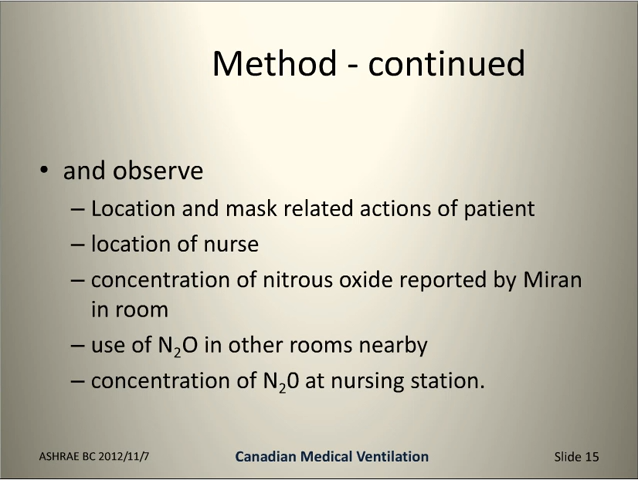 Method - continued
• and observe
– Location and mask related actions of patient
– location of nurse
– concentration of nitrous oxide reported by Miran
in room
– use of N₂O in other rooms nearby
– concentration of N₂0 at nursing station.
ASHRAE BC 2012/11/7
Canadian Medical Ventilation
Slide 15